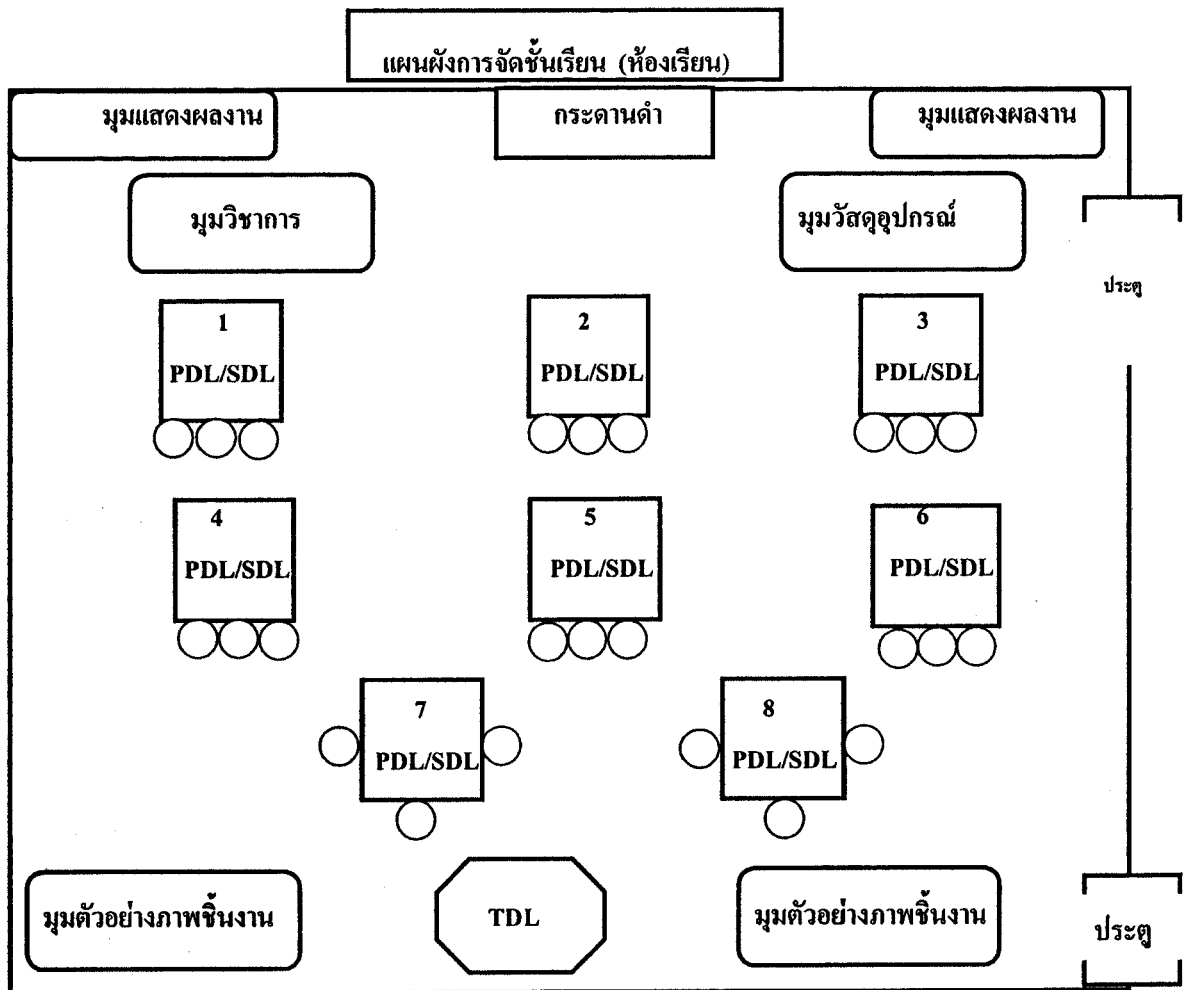 แผนผังการจัดชั้นเรียน (ห้องเรียน)
มุมแสดงผลงาน
กระดานดำ
มุมแสดงผลงาน
มุมวิชาการ
มุมวัสดุอุปกรณ์
ประตู
1
PDL/SDL
2
PDL/SDL
3
PDL/SDL
4
PDL/SDL
5
PDL/SDL
6
PDL/SDL
7
PDL/SDL
8
PDL/SDL
มุมตัวอย่างภาพชิ้นงาน
TDL
มุมตัวอย่างภาพชิ้นงาน
ประตู